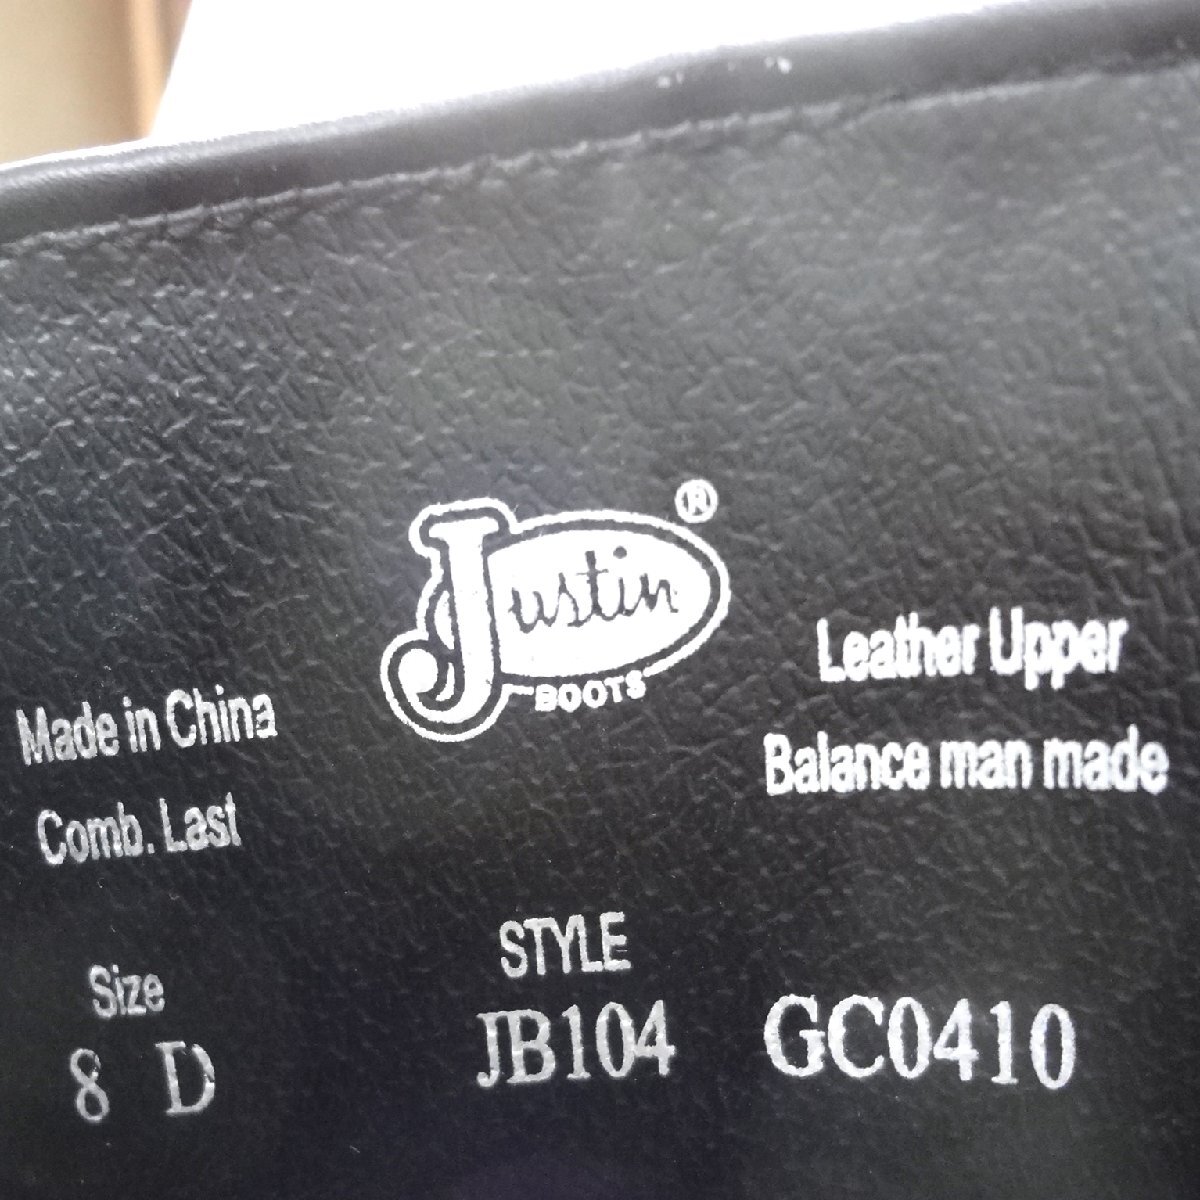 Justin®
BOOTS
Made in China
Comb. Last
Leather Upper
Balance man made
Size
8 D
STYLE
JB104 GC0410